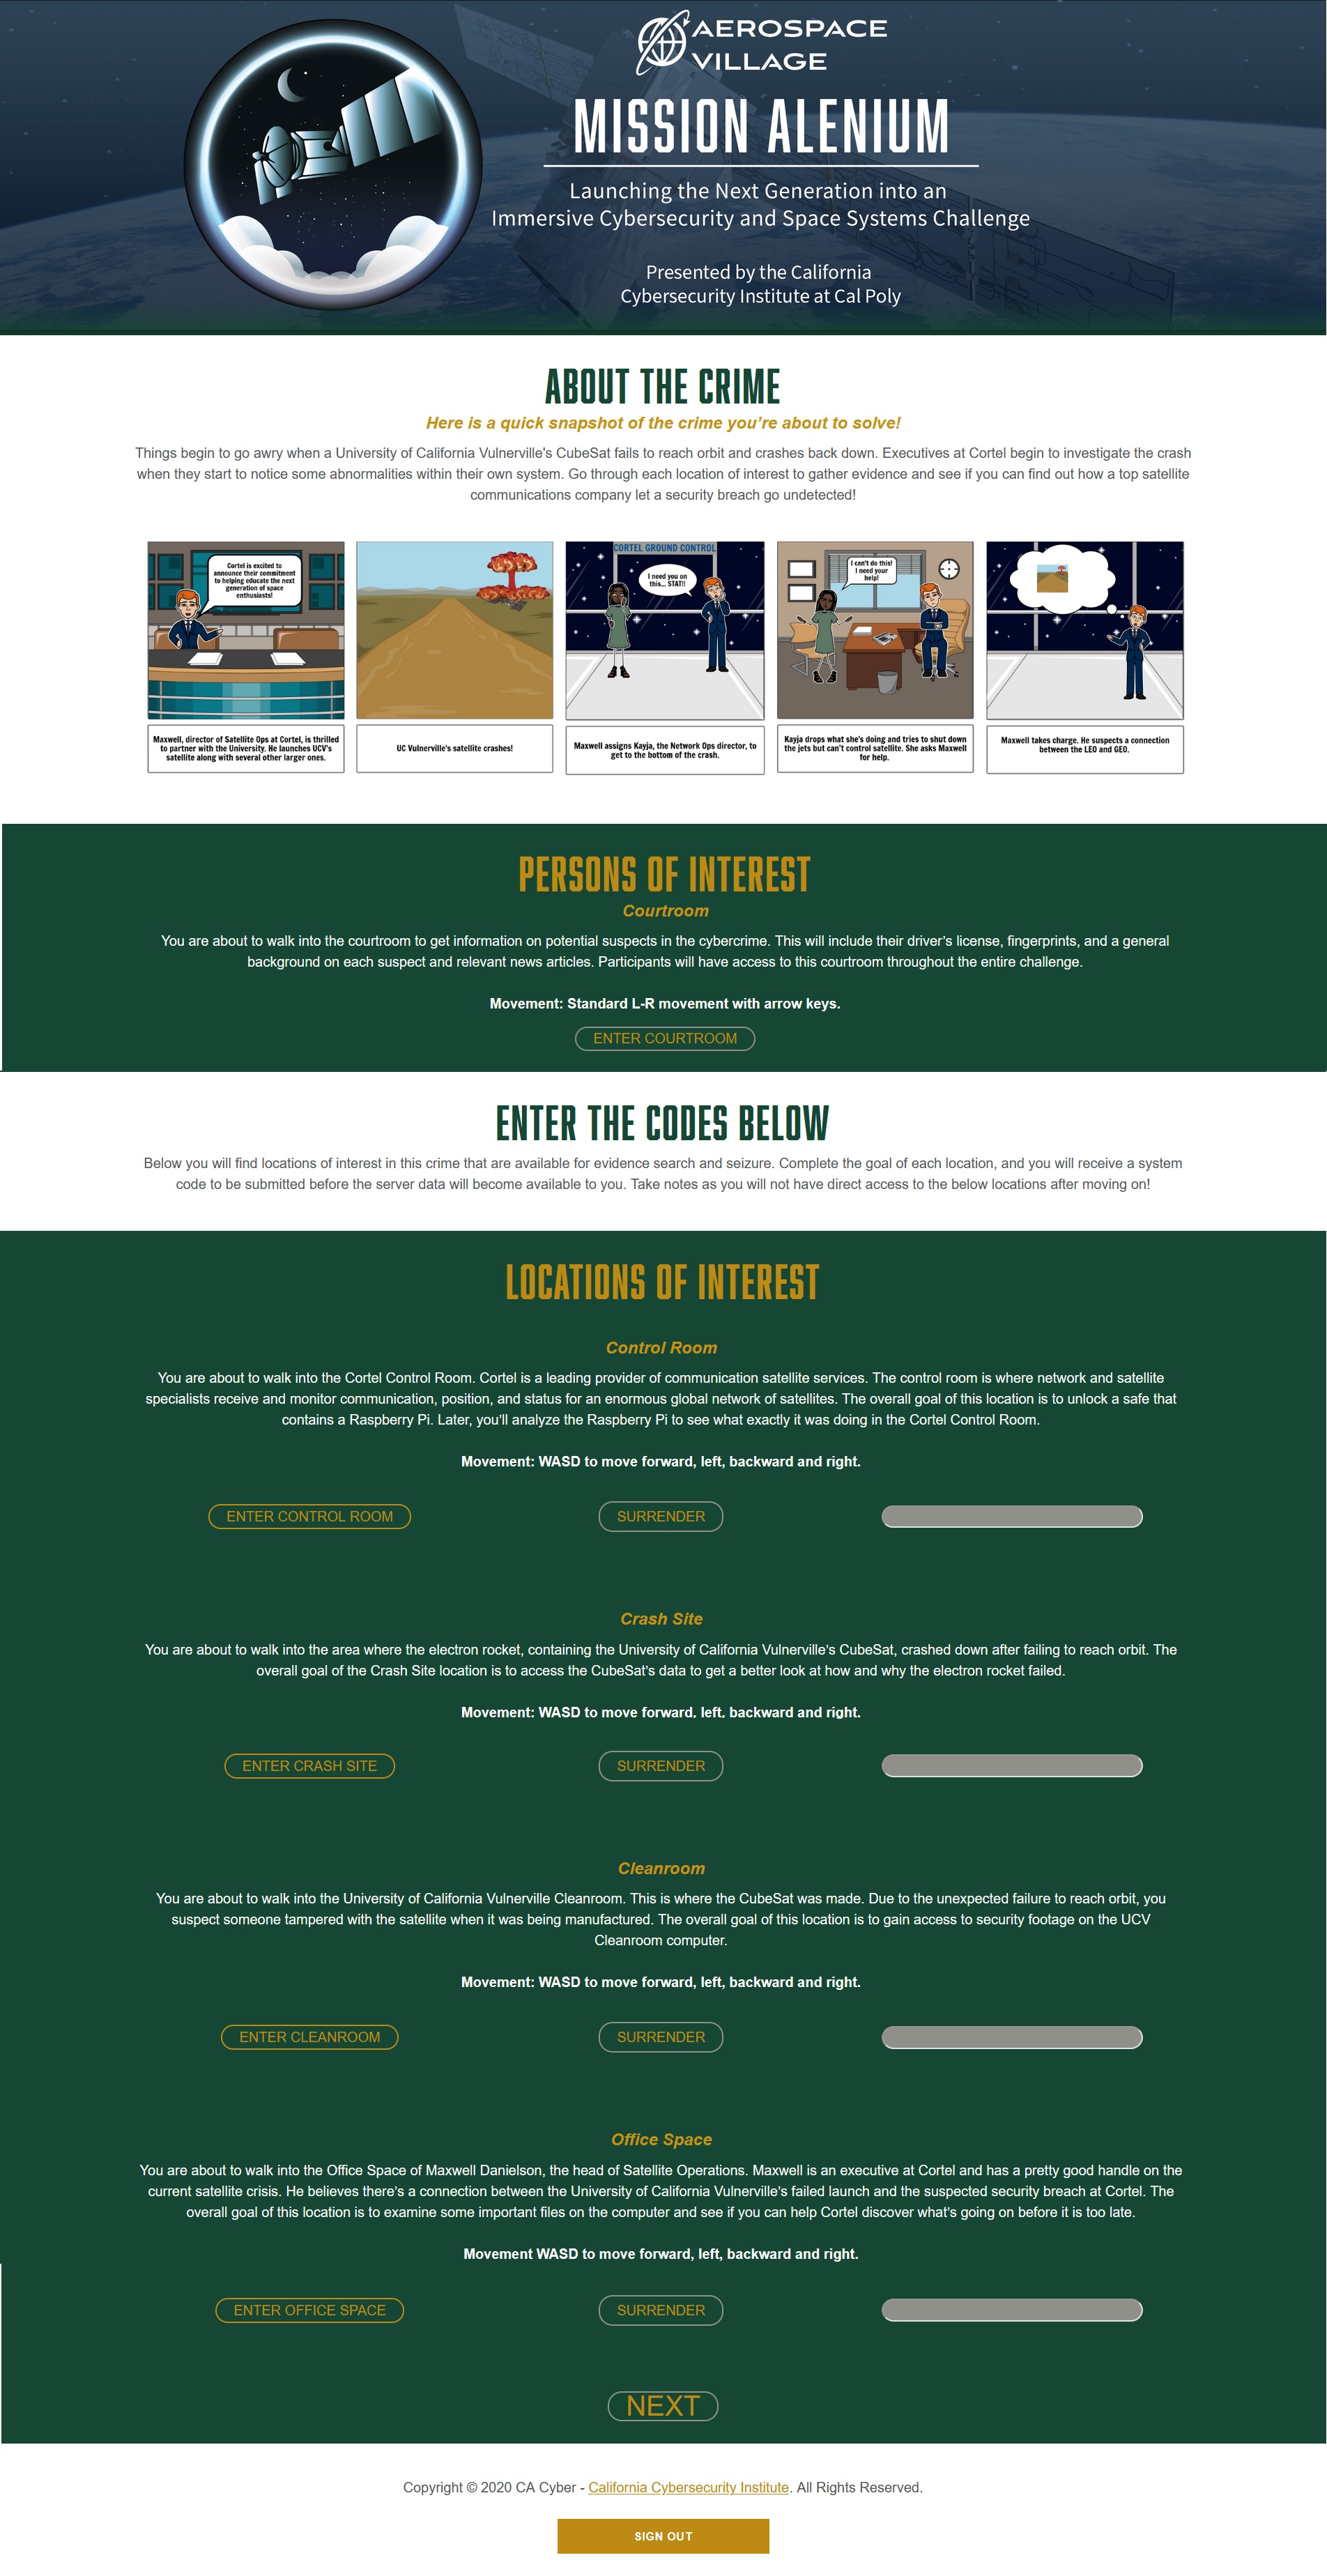 AEROSPACE
VILLAGE
MISSION ALENIUM
Launching the Next Generation into an
Immersive Cybersecurity and Space Systems Challenge
Presented by the California
Cybersecurity Institute at Cal Poly
ABOUT THE CRIME
Here is a quick snapshot of the crime you're about to solve!
Things begin to go awry when a University of California Vulnerville's CubeSat fails to reach orbit and crashes back down. Executives at Cortel begin to investigate the crash
when they start to notice some abnormalities within their own system. Go through each location of interest to gather evidence and see if you can find out how a top satellite
communications company let a security breach go undetected!
Cortel is excited to
announce their commitment
to helping educate the next
generation of space
enthusiasts!
Maxwell, director of Satellite Ops at Cortel, is thrilled
to partner with the University. He launches UCV's
satellite along with several other larger ones.
UC Vulnerville's satellite crashes!
CORTEL GROUND CONTROL
I need you on
this... STAT!!
Maxwell assigns Kayja, the Network Ops director, to
get to the bottom of the crash.
I can't do this!
I need your
help!
Kayja drops what she's doing and tries to shut down
the jets but can't control satellite. She asks Maxwell
for help.
Maxwell takes charge. He suspects a connection
between the LEO and GEO.
PERSONS OF INTEREST
Courtroom
You are about to walk into the courtroom to get information on potential suspects in the cybercrime. This will include their driver's license, fingerprints, and a general
background on each suspect and relevant news articles. Participants will have access to this courtroom throughout the entire challenge.
Movement: Standard L-R movement with arrow keys.
ENTER COURTROOM
ENTER THE CODES BELOW
Below you will find locations of interest in this crime that are available for evidence search and seizure. Complete the goal of each location, and you will receive a system
code to be submitted before the server data will become available to you. Take notes as you will not have direct access to the below locations after moving on!
LOCATIONS OF INTEREST
Control Room
You are about to walk into the Cortel Control Room. Cortel is a leading provider of communication satellite services. The control room is where network and satellite
specialists receive and monitor communication, position, and status for an enormous global network of satellites. The overall goal of this location is to unlock a safe that
contains a Raspberry Pi. Later, you'll analyze the Raspberry Pi to see what exactly it was doing in the Cortel Control Room.
Movement: WASD to move forward, left, backward and right.
ENTER CONTROL ROOM
SURRENDER
Crash Site
You are about to walk into the area where the electron rocket, containing the University of California Vulnerville's CubeSat, crashed down after failing to reach orbit. The
overall goal of the Crash Site location is to access the CubeSat's data to get a better look at how and why the electron rocket failed.
Movement: WASD to move forward, left, backward and right.
ENTER CRASH SITE
SURRENDER
Cleanroom
You are about to walk into the University of California Vulnerville Cleanroom. This is where the CubeSat was made. Due to the unexpected failure to reach orbit, you
suspect someone tampered with the satellite when it was being manufactured. The overall goal of this location is to gain access to security footage on the UCV
Cleanroom computer.
Movement: WASD to move forward, left, backward and right.
ENTER CLEANROOM
SURRENDER
Office Space
You are about to walk into the Office Space of Maxwell Danielson, the head of Satellite Operations. Maxwell is an executive at Cortel and has a pretty good handle on the
current satellite crisis. He believes there's a connection between the University of California Vulnerville's failed launch and the suspected security breach at Cortel. The
overall goal of this location is to examine some important files on the computer and see if you can help Cortel discover what's going on before it is too late.
Movement WASD to move forward, left, backward and right.
ENTER OFFICE SPACE
SURRENDER
NEXT
Copyright © 2020 CA Cyber - California Cybersecurity Institute. All Rights Reserved.
SIGN OUT